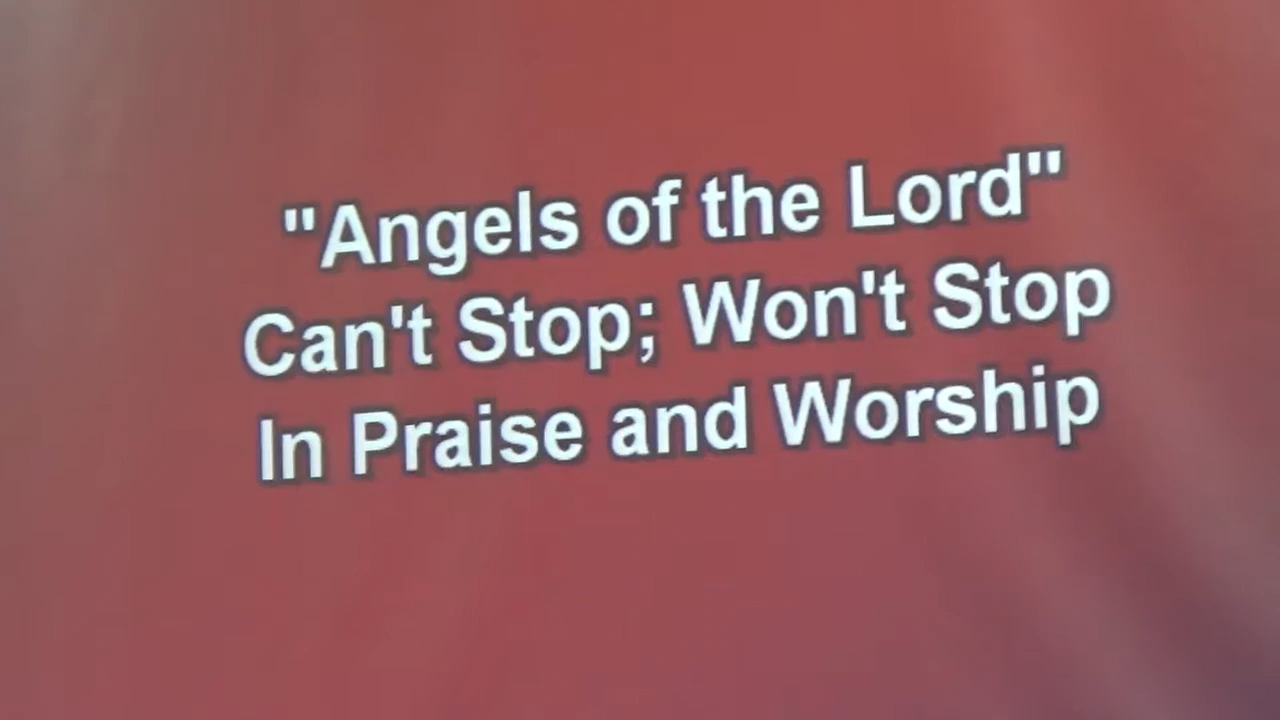 "Angels of the Lord"
Can't Stop; Won't Stop
In Praise and Worship